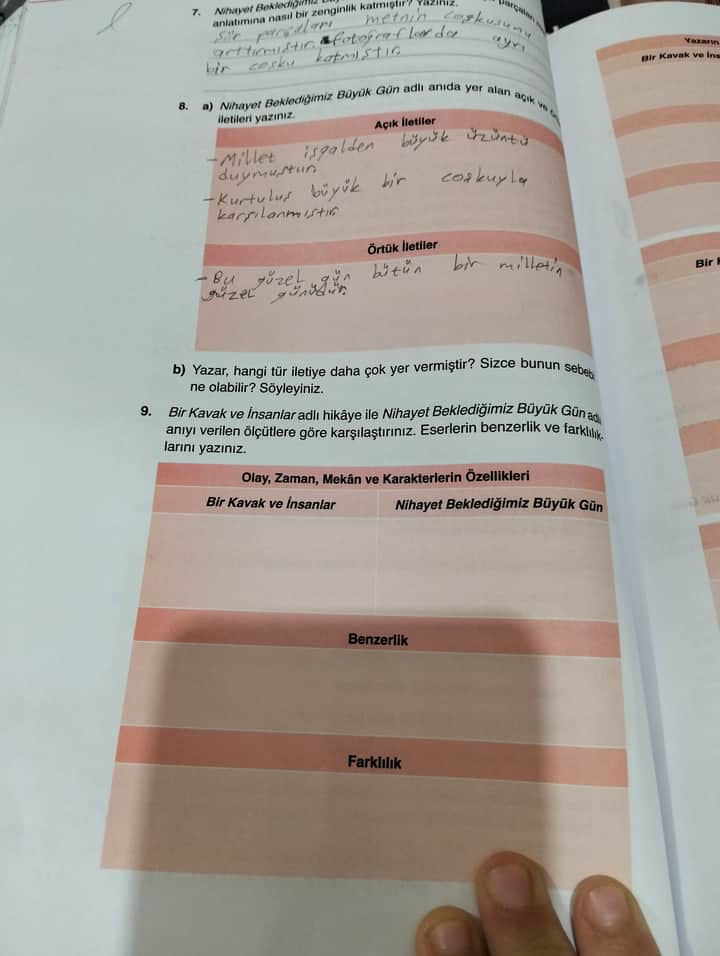 7. Nihayet Beklediğimiz
parçaları
anlatımına nasıl bir zenginlik katmıştır? Yazınız.
Şiir parçaları metnin coşkusunu
arttırmıştır. fotoğraflarda ayrı
bir coşku katmıştır
8. a) Nihayet Beklediğimiz Büyük Gün adlı anıda yer alan açık ve
iletileri yazınız.
Açık İletiler
- Millet işgalden büyük üzüntü
duymuştur
- Kurtuluş büyük bir coşkuyla
karşılanmıştır
Örtük İletiler
- Bu güzel gün bütün bir milletin
güzel günüdür
b) Yazar, hangi tür iletiye daha çok yer vermiştir? Sizce bunun sebebi
ne olabilir? Söyleyiniz.
9. Bir Kavak ve İnsanlar adlı hikâye ile Nihayet Beklediğimiz Büyük Gün adlı
anıyı verilen ölçütlere göre karşılaştırınız. Eserlerin benzerlik ve farklılık-
larını yazınız.
Olay, Zaman, Mekân ve Karakterlerin Özellikleri
Bir Kavak ve İnsanlar
Nihayet Beklediğimiz Büyük Gün
Benzerlik
Farklılık
Yazarın
Bir Kavak ve İns
Bir